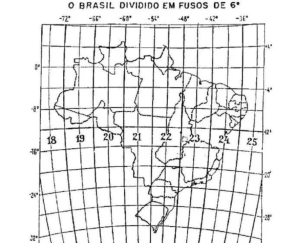 O BRASIL DIVIDIDO EM FUSOS DE 6°
-72° -66° -60° -54° -48° -42° -36°
18 19 20 21 22 23 24 25